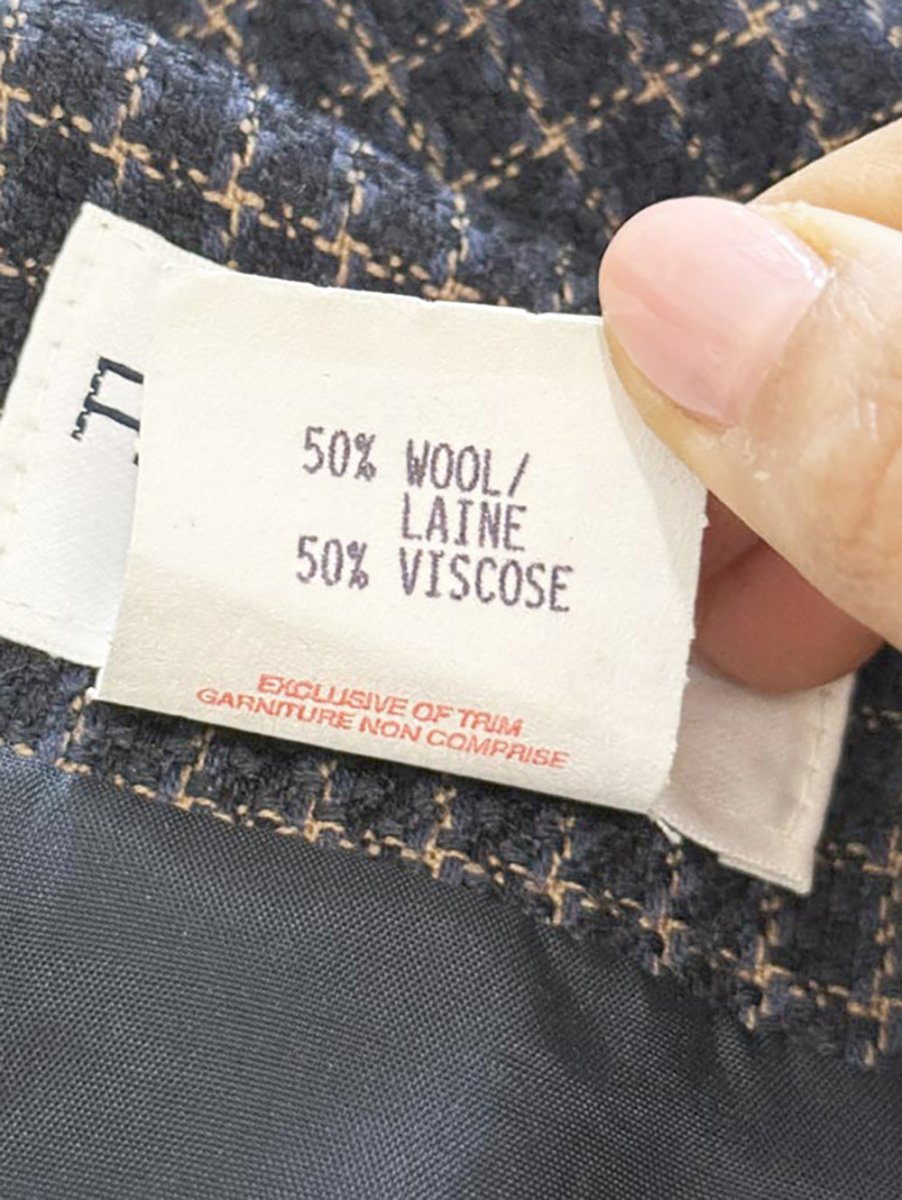 50% WOOL/
LAINE
50% VISCOSE
EXCLUSIVE OF TRIM
GARNITURE NON COMPRISE